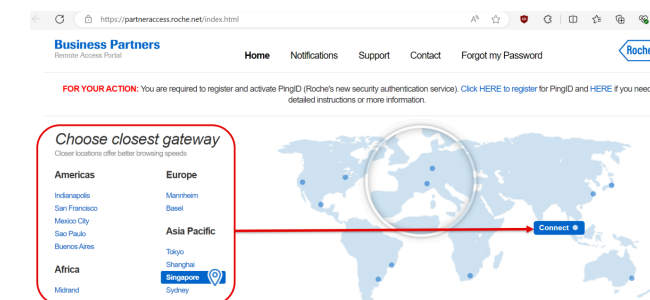 https://partneraccess.roche.net/index.html
Business Partners
Remote Access Portal
Home Notifications Support Contact Forgot my Password
Roche
FOR YOUR ACTION: You are required to register and activate PingID (Roche's new security authentication service). Click HERE to register for PingID and HERE if you need
detailed instructions or more information.
Choose closest gateway
Closer locations offer better browsing speeds
Americas
Indianapolis
San Francisco
Mexico City
Sao Paulo
Buenos Aires
Africa
Midrand
Europe
Mannheim
Basel
Asia Pacific
Tokyo
Shanghai
Singapore
Sydney
Connect